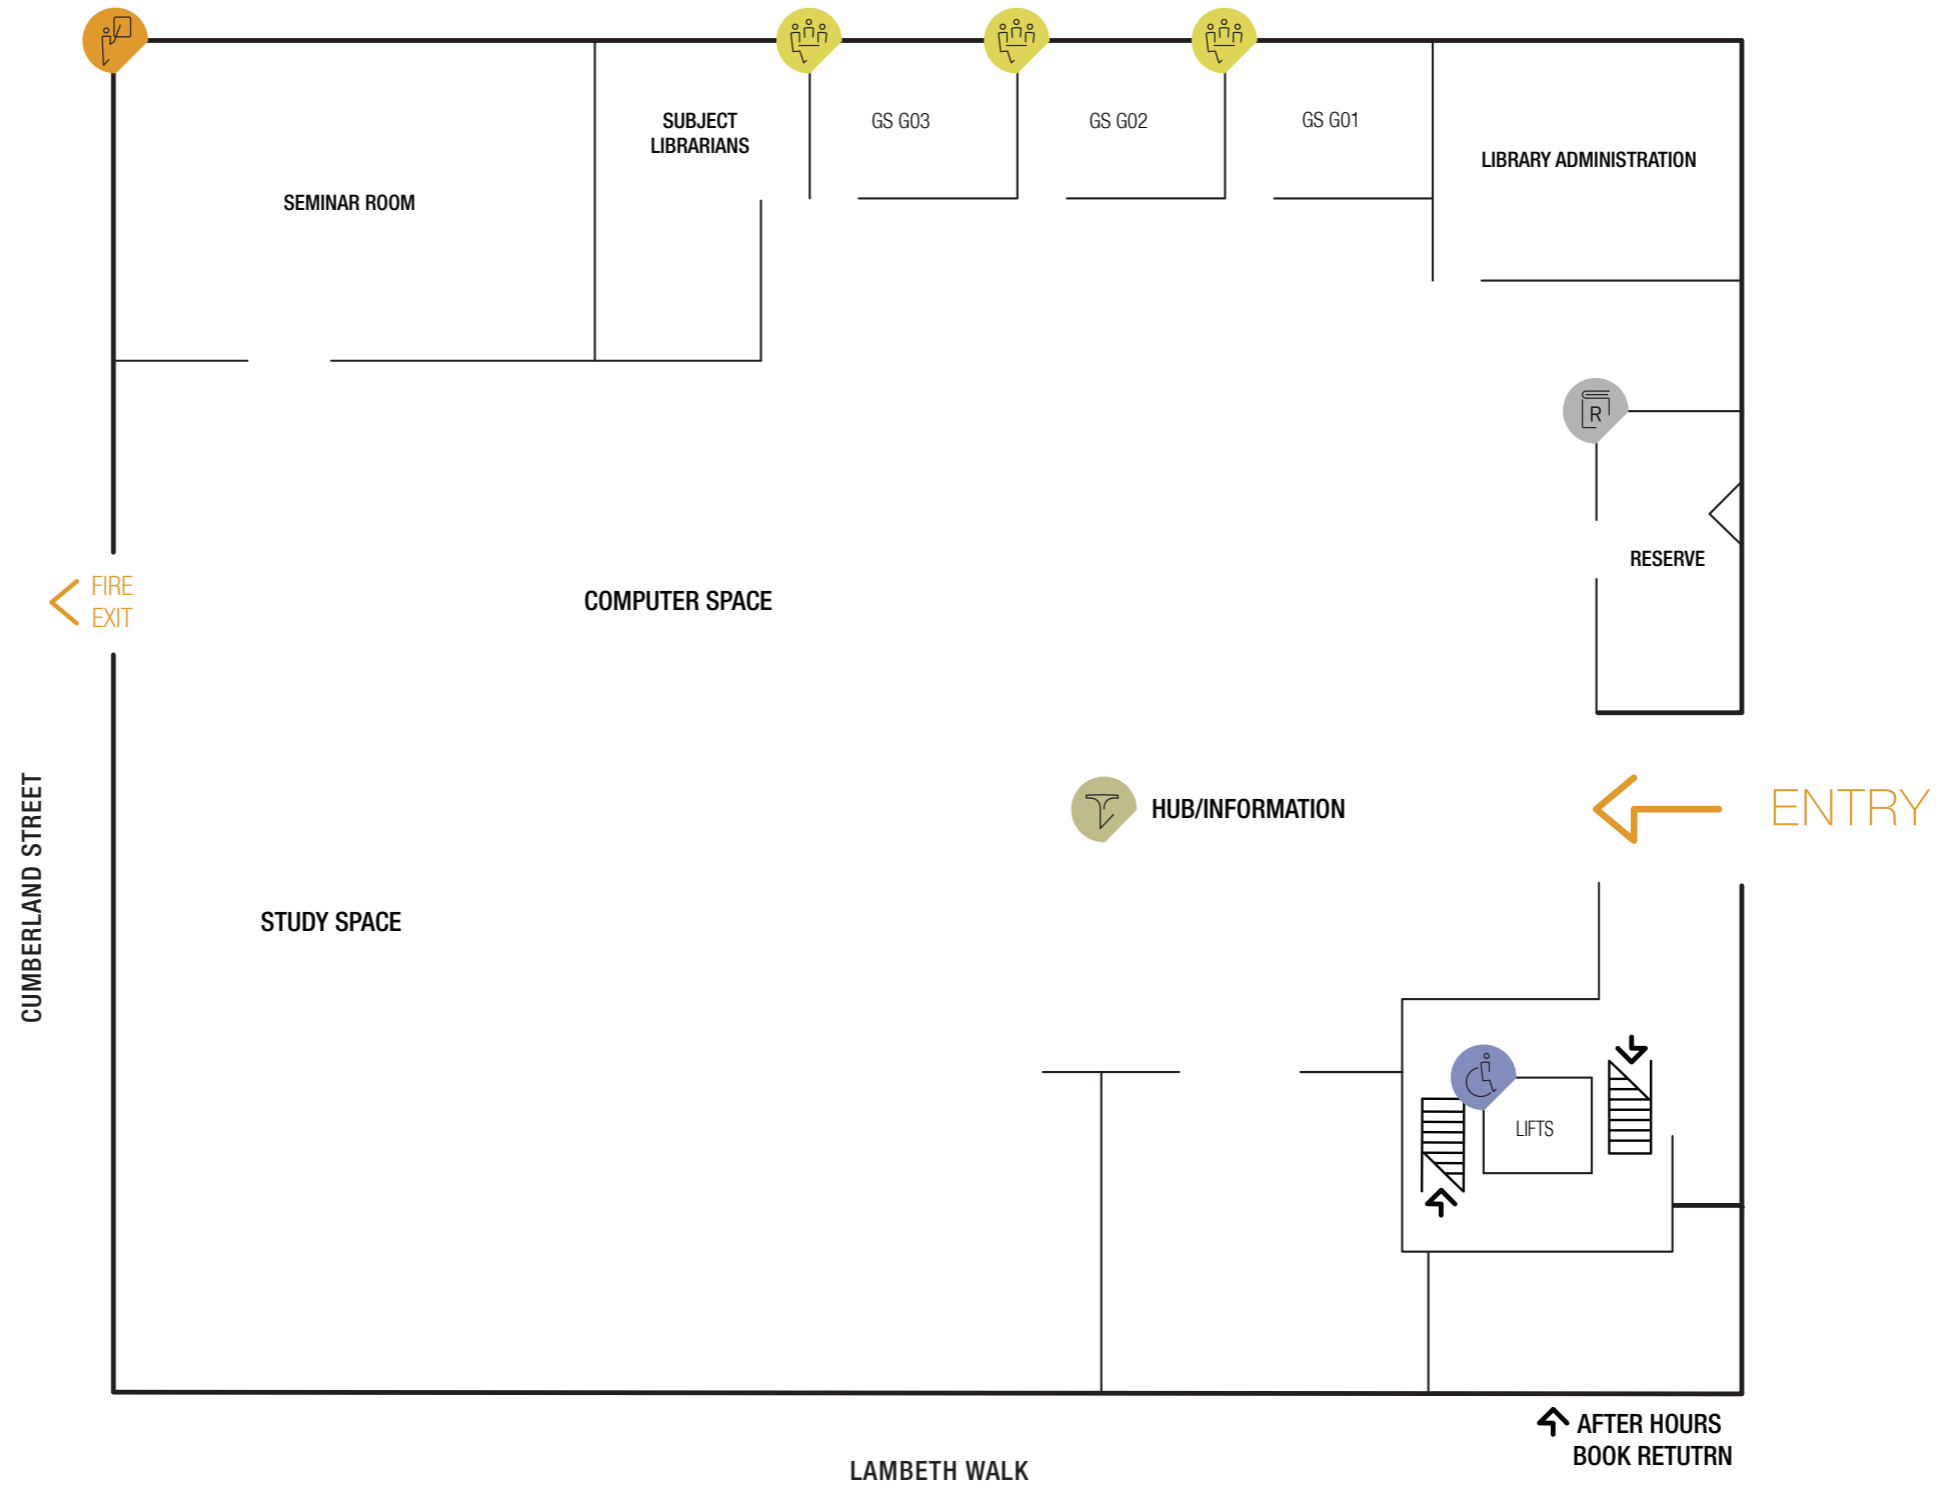 SUBJECT
LIBRARIANS
GS G03
GS G02
GS G01
LIBRARY ADMINISTRATION
SEMINAR ROOM
R
FIRE
EXIT
COMPUTER SPACE
RESERVE
HUB/INFORMATION
ENTRY
CUMBERLAND STREET
STUDY SPACE
LIFTS
AFTER HOURS
BOOK RETUTRN
LAMBETH WALK